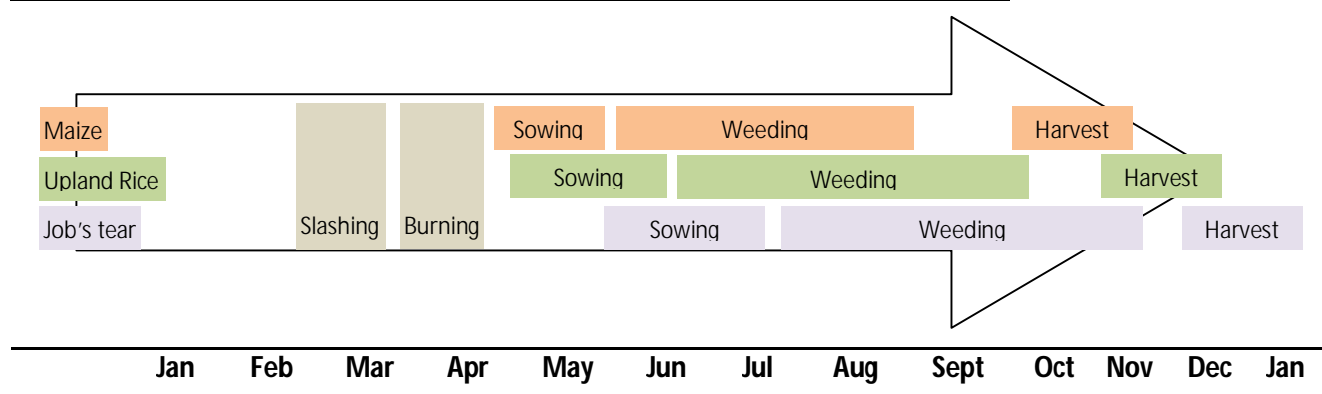 Maize Sowing Weeding Harvest
Upland Rice Sowing Weeding Harvest
Job's tear Slashing Burning Sowing Weeding Harvest
Jan Feb Mar Apr May Jun Jul Aug Sept Oct Nov Dec Jan